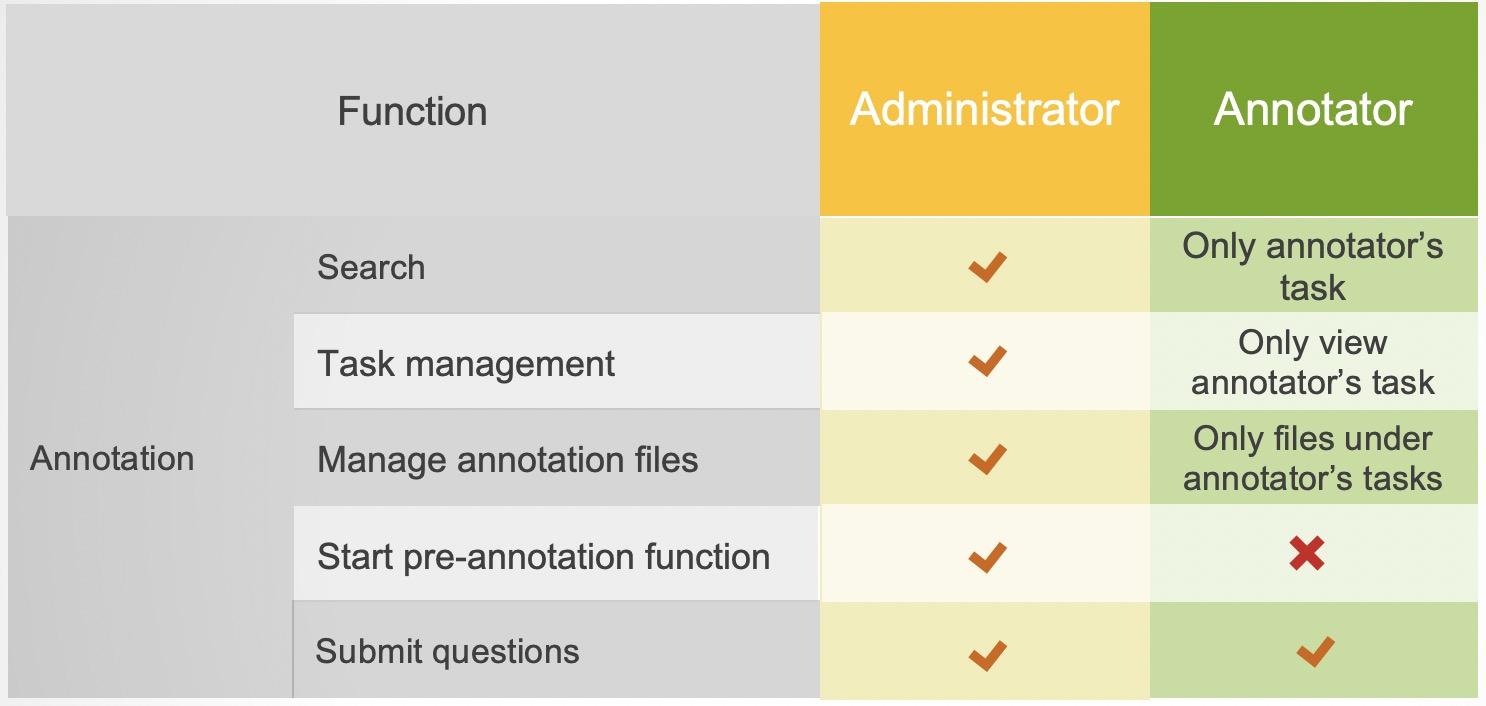 Function
Administrator
Annotator
Search
Only annotator’s
task
Task management
Only view
annotator’s task
Annotation
Manage annotation files
Only files under
annotator’s tasks
Start pre-annotation function
Submit questions